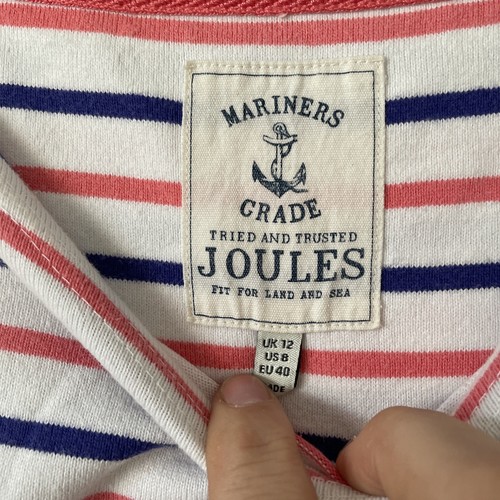 MARINERS
GRADE
TRIED AND TRUSTED
JOULES
FIT FOR LAND AND SEA
UK 12
US 8
EU 40